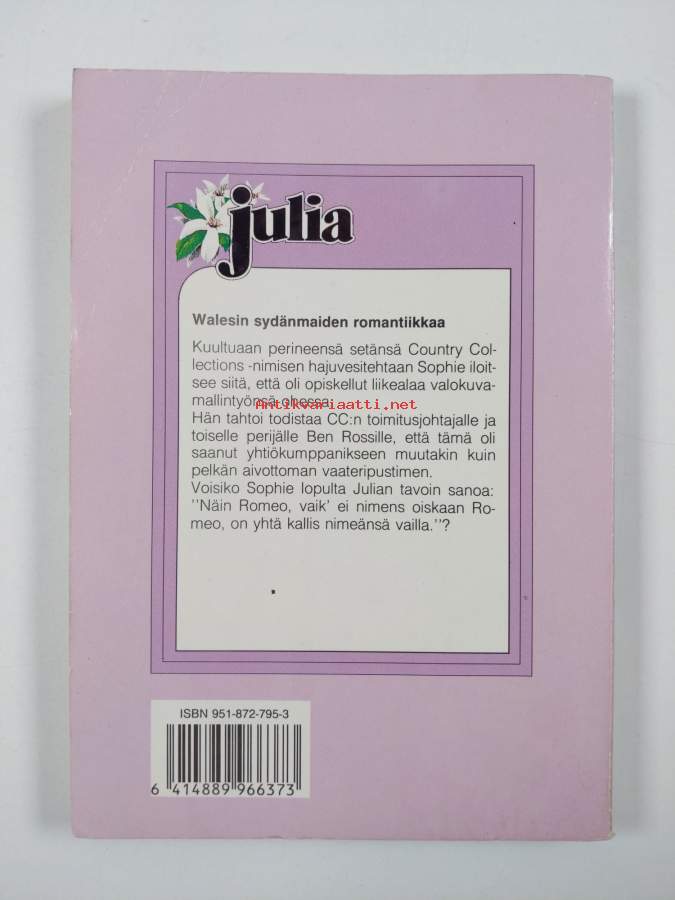 julia
Walesin sydänmaiden romantiikkaa
Kuultuaan perineensä setänsä Country Col-
lections -nimisen hajuvesitehtaan Sophie iloit-
see siitä, että oli opiskellut liikealaa valokuva-
mallintyönsä ohessa.
Antikvariaatti.net
Hän tahtoi todistaa CC:n toimitusjohtajalle ja
toiselle perijälle Ben Rossille, että tämä oli
saanut yhtiökumppanikseen muutakin kuin
pelkän aivottoman vaateripustimen.
Voisiko Sophie lopulta Julian tavoin sanoa:
''Näin Romeo, vaik' ei nimens oiskaan Ro-
meo, on yhtä kallis nimeänsä vailla.''?
ISBN 951-872-795-3
6 414889 966373